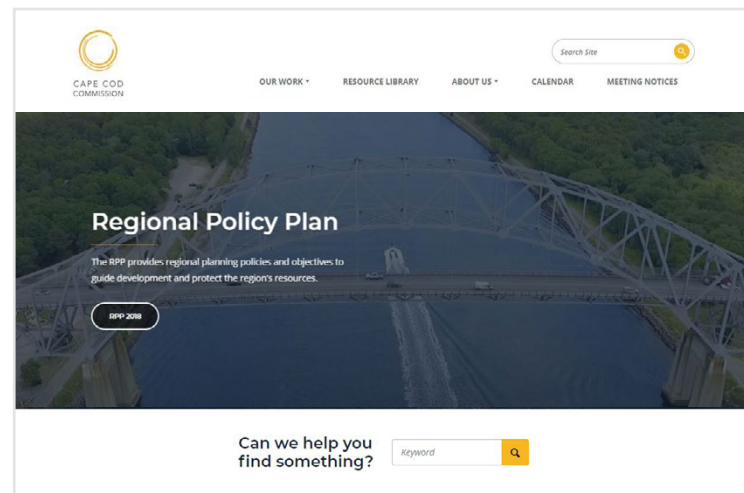 CAPE COD
COMMISSION
Search Site
OUR WORK
RESOURCE LIBRARY
ABOUT US
CALENDAR
MEETING NOTICES
Regional Policy Plan
The RPP provides regional planning policies and objectives to
guide development and protect the region's resources.
RPP 2018
Can we help you
find something?
Keyword